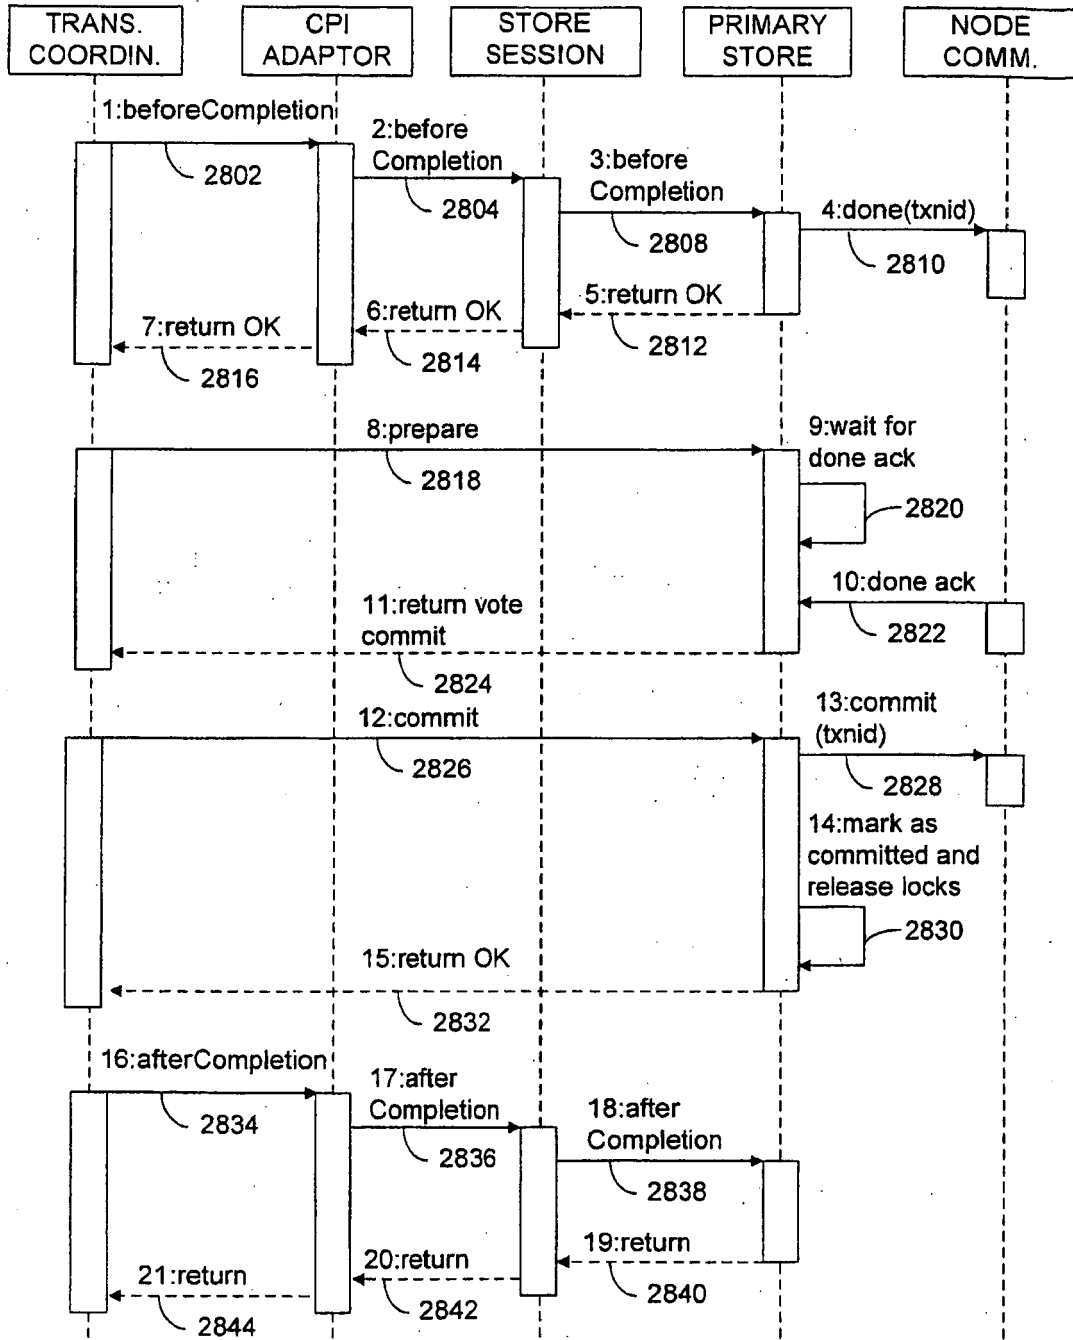 TRANS.
COORDIN.
CPI
ADAPTOR
STORE
SESSION
PRIMARY
STORE
NODE
COMM.
1:beforeCompletion
2802
2:before
Completion
2804
3:before
Completion
2808
4:done(txnid)
2810
5:return OK
2812
6:return OK
2814
7:return OK
2816
8:prepare
2818
9:wait for
done ack
2820
10:done ack
2822
11:return vote
commit
2824
12:commit
2826
13:commit
(txnid)
2828
14:mark as
committed and
release locks
2830
15:return OK
2832
16:afterCompletion
2834
17:after
Completion
2836
18:after
Completion
2838
19:return
2840
20:return
2842
21:return
2844